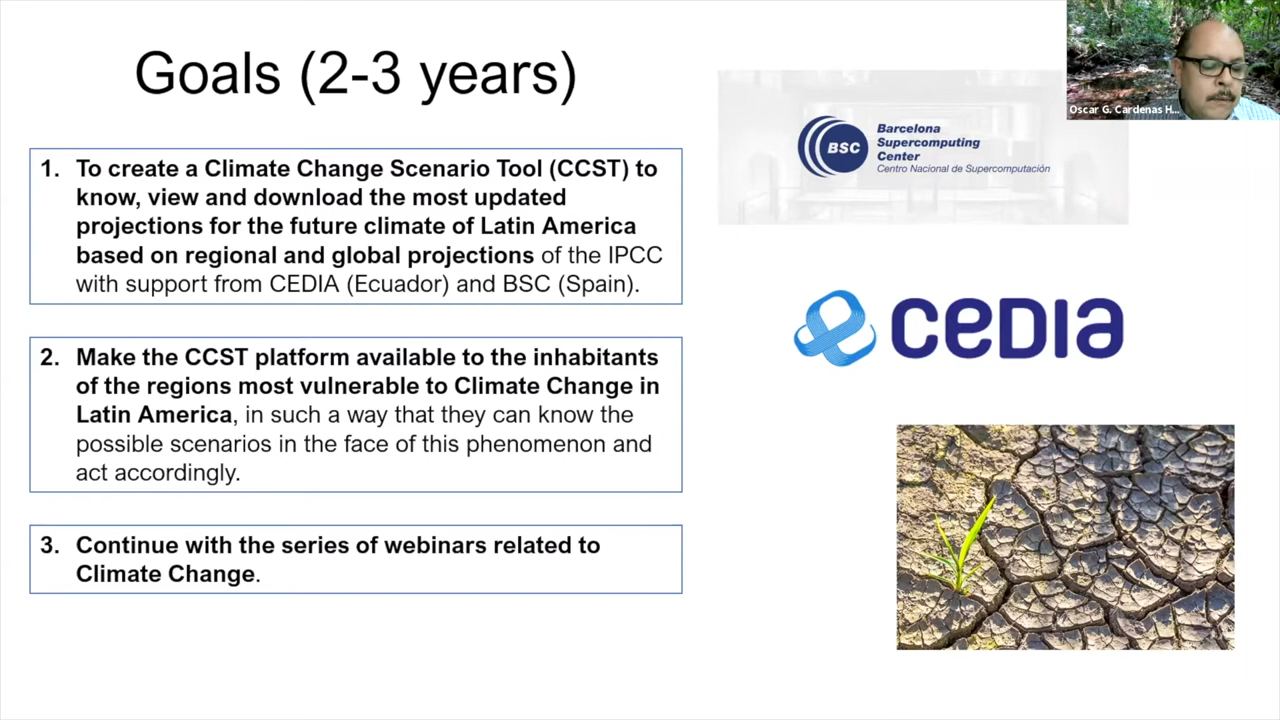 Goals (2-3 years)
1. To create a Climate Change Scenario Tool (CCST) to
know, view and download the most updated
projections for the future climate of Latin America
based on regional and global projections of the IPCC
with support from CEDIA (Ecuador) and BSC (Spain).
2. Make the CCST platform available to the inhabitants
of the regions most vulnerable to Climate Change in
Latin America, in such a way that they can know the
possible scenarios in the face of this phenomenon and
act accordingly.
3. Continue with the series of webinars related to
Climate Change.
Oscar G. Cardenas H...
BSC
Barcelona
Supercomputing
Center
Centro Nacional de Supercomputación
CEDIA